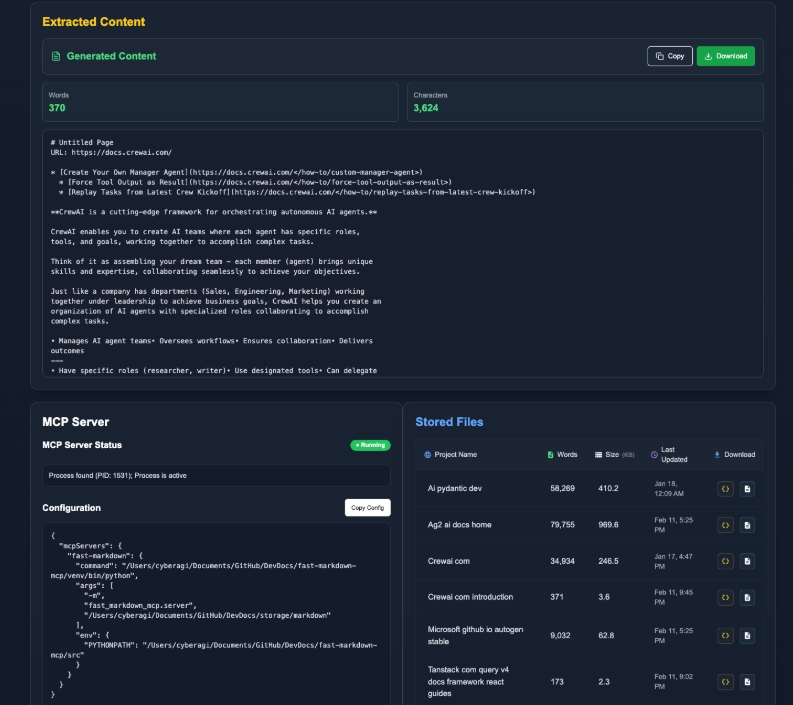 Extracted Content
Generated Content
Copy
Download
Words
370
Characters
3,624
# Untitled Page
URL: https://docs.crewai.com/
* [Create Your Own Manager Agent](https://docs.crewai.com/</how-to/custom-manager-agent>)
* [Force Tool Output as Result](https://docs.crewai.com/</how-to/force-tool-output-as-result>)
* [Replay Tasks from Latest Crew Kickoff](https://docs.crewai.com/</how-to/replay-tasks-from-latest-crew-kickoff>)
**CrewAI is a cutting-edge framework for orchestrating autonomous AI agents.**
CrewAI enables you to create AI teams where each agent has specific roles,
tools, and goals, working together to accomplish complex tasks.
Think of it as assembling your dream team - each member (agent) brings unique
skills and expertise, collaborating seamlessly to achieve your objectives.
Just like a company has departments (Sales, Engineering, Marketing) working
together under leadership to achieve business goals, CrewAI helps you create an
organization of AI agents with specialized roles collaborating to accomplish
complex tasks.
• Manages AI agent teams• Oversees workflows• Ensures collaboration• Delivers
outcomes
---
• Have specific roles (researcher, writer)• Use designated tools• Can delegate
MCP Server
MCP Server Status
• Running
Process found (PID: 1531); Process is active
Configuration
Copy Config
{
"mcpServers": {
"fast-markdown": {
"command": "/Users/cyberagi/Documents/GitHub/DevDocs/fast-markdown-
mcp/venv/bin/python",
"args": [
"-m",
"fast_markdown_mcp.server",
"/Users/cyberagi/Documents/GitHub/DevDocs/storage/markdown"
],
"env": {
"PYTHONPATH": "/Users/cyberagi/Documents/GitHub/DevDocs/fast-markdown-
mcp/src"
}
}
}
}
Stored Files
Project Name
Words
Size (KB)
Last
Updated
Download
Ai pydantic dev
58,269
410.2
Jan 18,
12:09 AM
Ag2 ai docs home
79,755
969.6
Feb 11, 5:25
PM
Crewai com
34,934
246.5
Jan 17, 4:47
PM
Crewai com introduction
371
3.6
Feb 11, 9:45
PM
Microsoft github io autogen
stable
9,032
62.8
Feb 11, 5:25
PM
Tanstack com query v4
docs framework react
guides
173
2.3
Feb 11, 9:02
PM